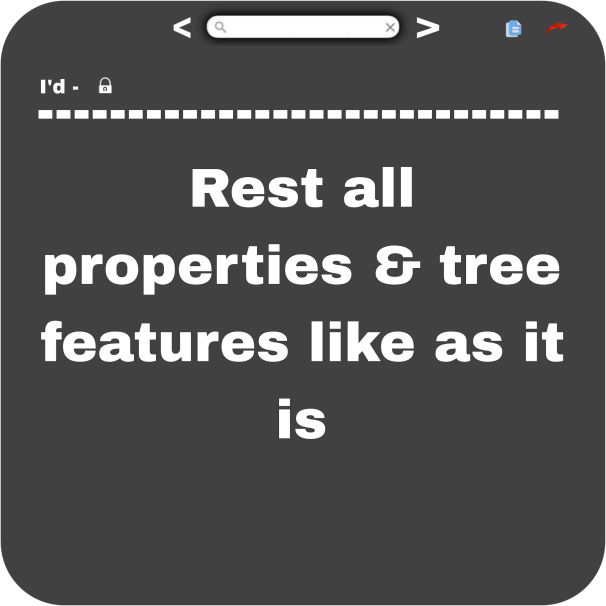 < >
I'd -
Rest all
properties & tree
features like as it
is